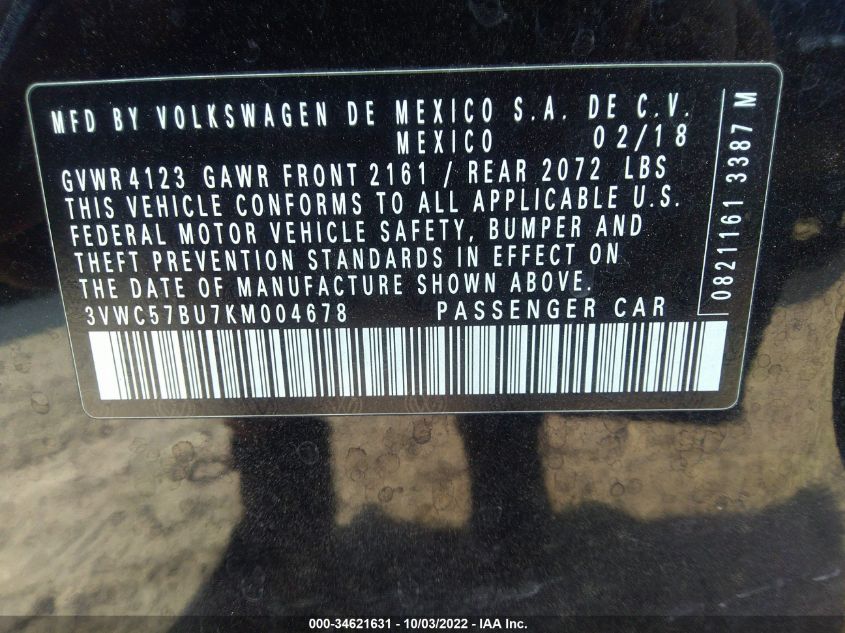 MFD BY VOLKSWAGEN DE MEXICO S.A. DE C.V.
MEXICO 02/18
GVWR 4123 GAWR FRONT 2161 / REAR 2072 LBS
THIS VEHICLE CONFORMS TO ALL APPLICABLE U.S.
FEDERAL MOTOR VEHICLE SAFETY, BUMPER AND
THEFT PREVENTION STANDARDS IN EFFECT ON
THE DATE OF MANUFACTURE SHOWN ABOVE.
3VWC57BU7KM004678 PASSENGER CAR
0821161 3387 M
000-34621631 - 10/03/2022 - IAA Inc.